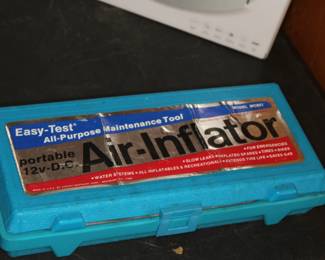 Easy-Test®
All-Purpose Maintenance Tool
portable
12v-D.C.
Air-Inflator
• FOR EMERGENCIES
• SLOW LEAKS • INFLATED SPARES • TIRES • BIKES
• WATER SYSTEMS • ALL INFLATABLES & RECREATIONAL • EXTENDS TIRE LIFE • SAVES GAS